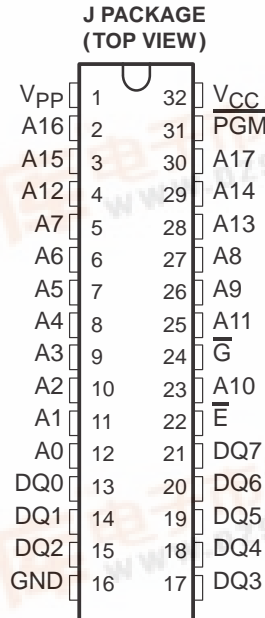 J PACKAGE
(TOP VIEW)
VPP 1 32 VCC
A16 2 31 PGM
A15 3 30 A17
A12 4 29 A14
A7 5 28 A13
A6 6 27 A8
A5 7 26 A9
A4 8 25 A11
A3 9 24 G
A2 10 23 A10
A1 11 22 E
A0 12 21 DQ7
DQ0 13 20 DQ6
DQ1 14 19 DQ5
DQ2 15 18 DQ4
GND 16 17 DQ3